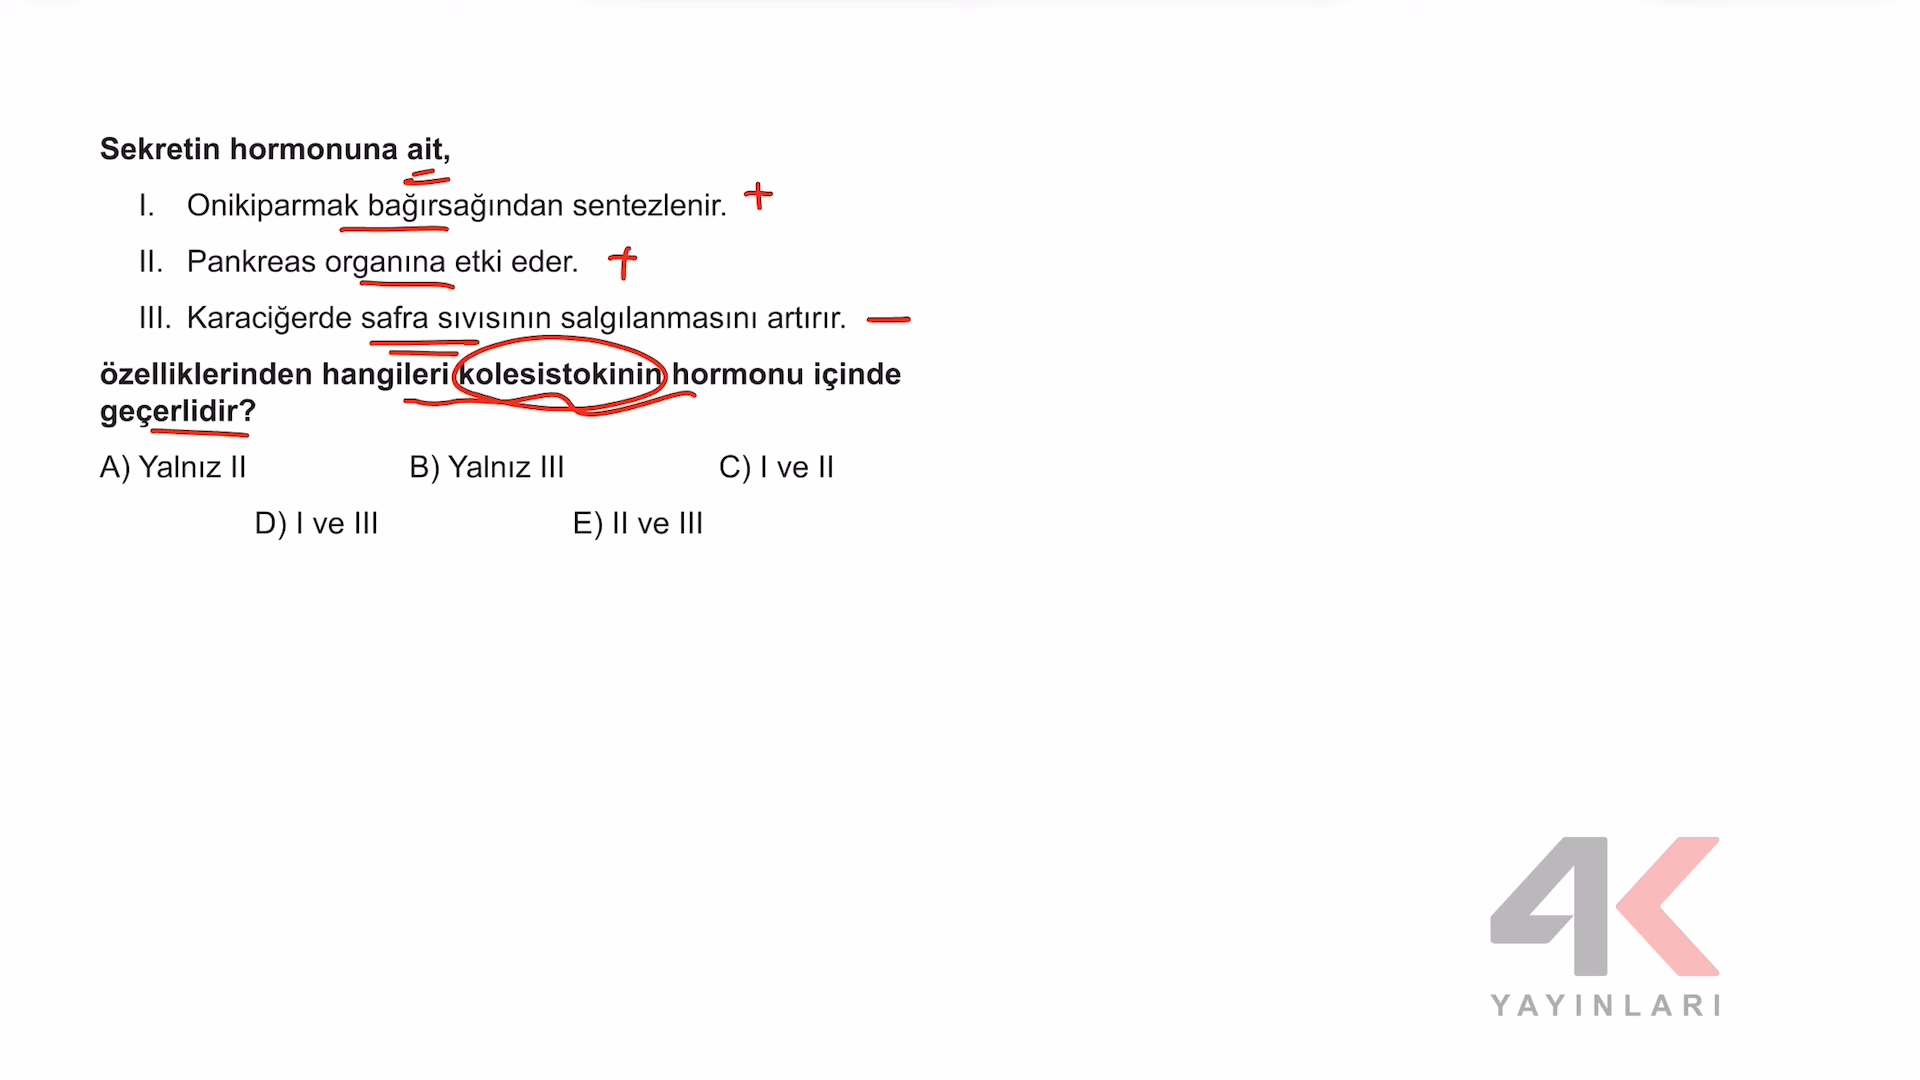 Sekretin hormonuna ait,
I. Onikiparmak bağırsağından sentezlenir. +
II. Pankreas organına etki eder. +
III. Karaciğerde safra sıvısının salgılanmasını artırır. —
özelliklerinden hangileri kolesistokinin hormonu içinde
geçerlidir?
A) Yalnız II B) Yalnız III C) I ve II
D) I ve III E) II ve III
4K
YAYINLARI